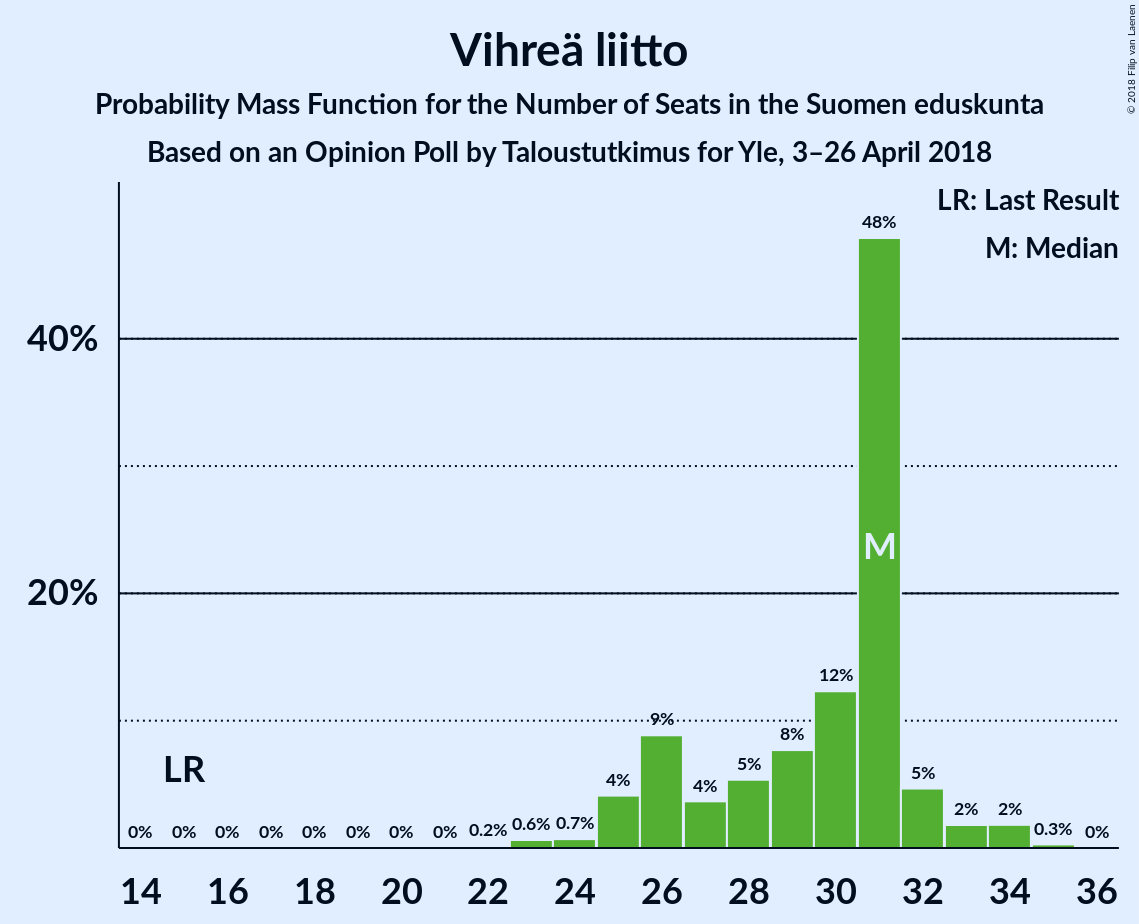 Vihreä liitto
Probability Mass Function for the Number of Seats in the Suomen eduskunta
Based on an Opinion Poll by Taloustutkimus for Yle, 3–26 April 2018
© 2018 Filip van Laenen
LR: Last Result
M: Median
48%
40%
M
20%
12%
9%
8%
5%
4%
4%
5%
2%
2%
LR
0% 0% 0% 0% 0% 0% 0% 0% 0.2% 0.6% 0.7% 0.3% 0%
14 16 18 20 22 24 26 28 30 32 34 36